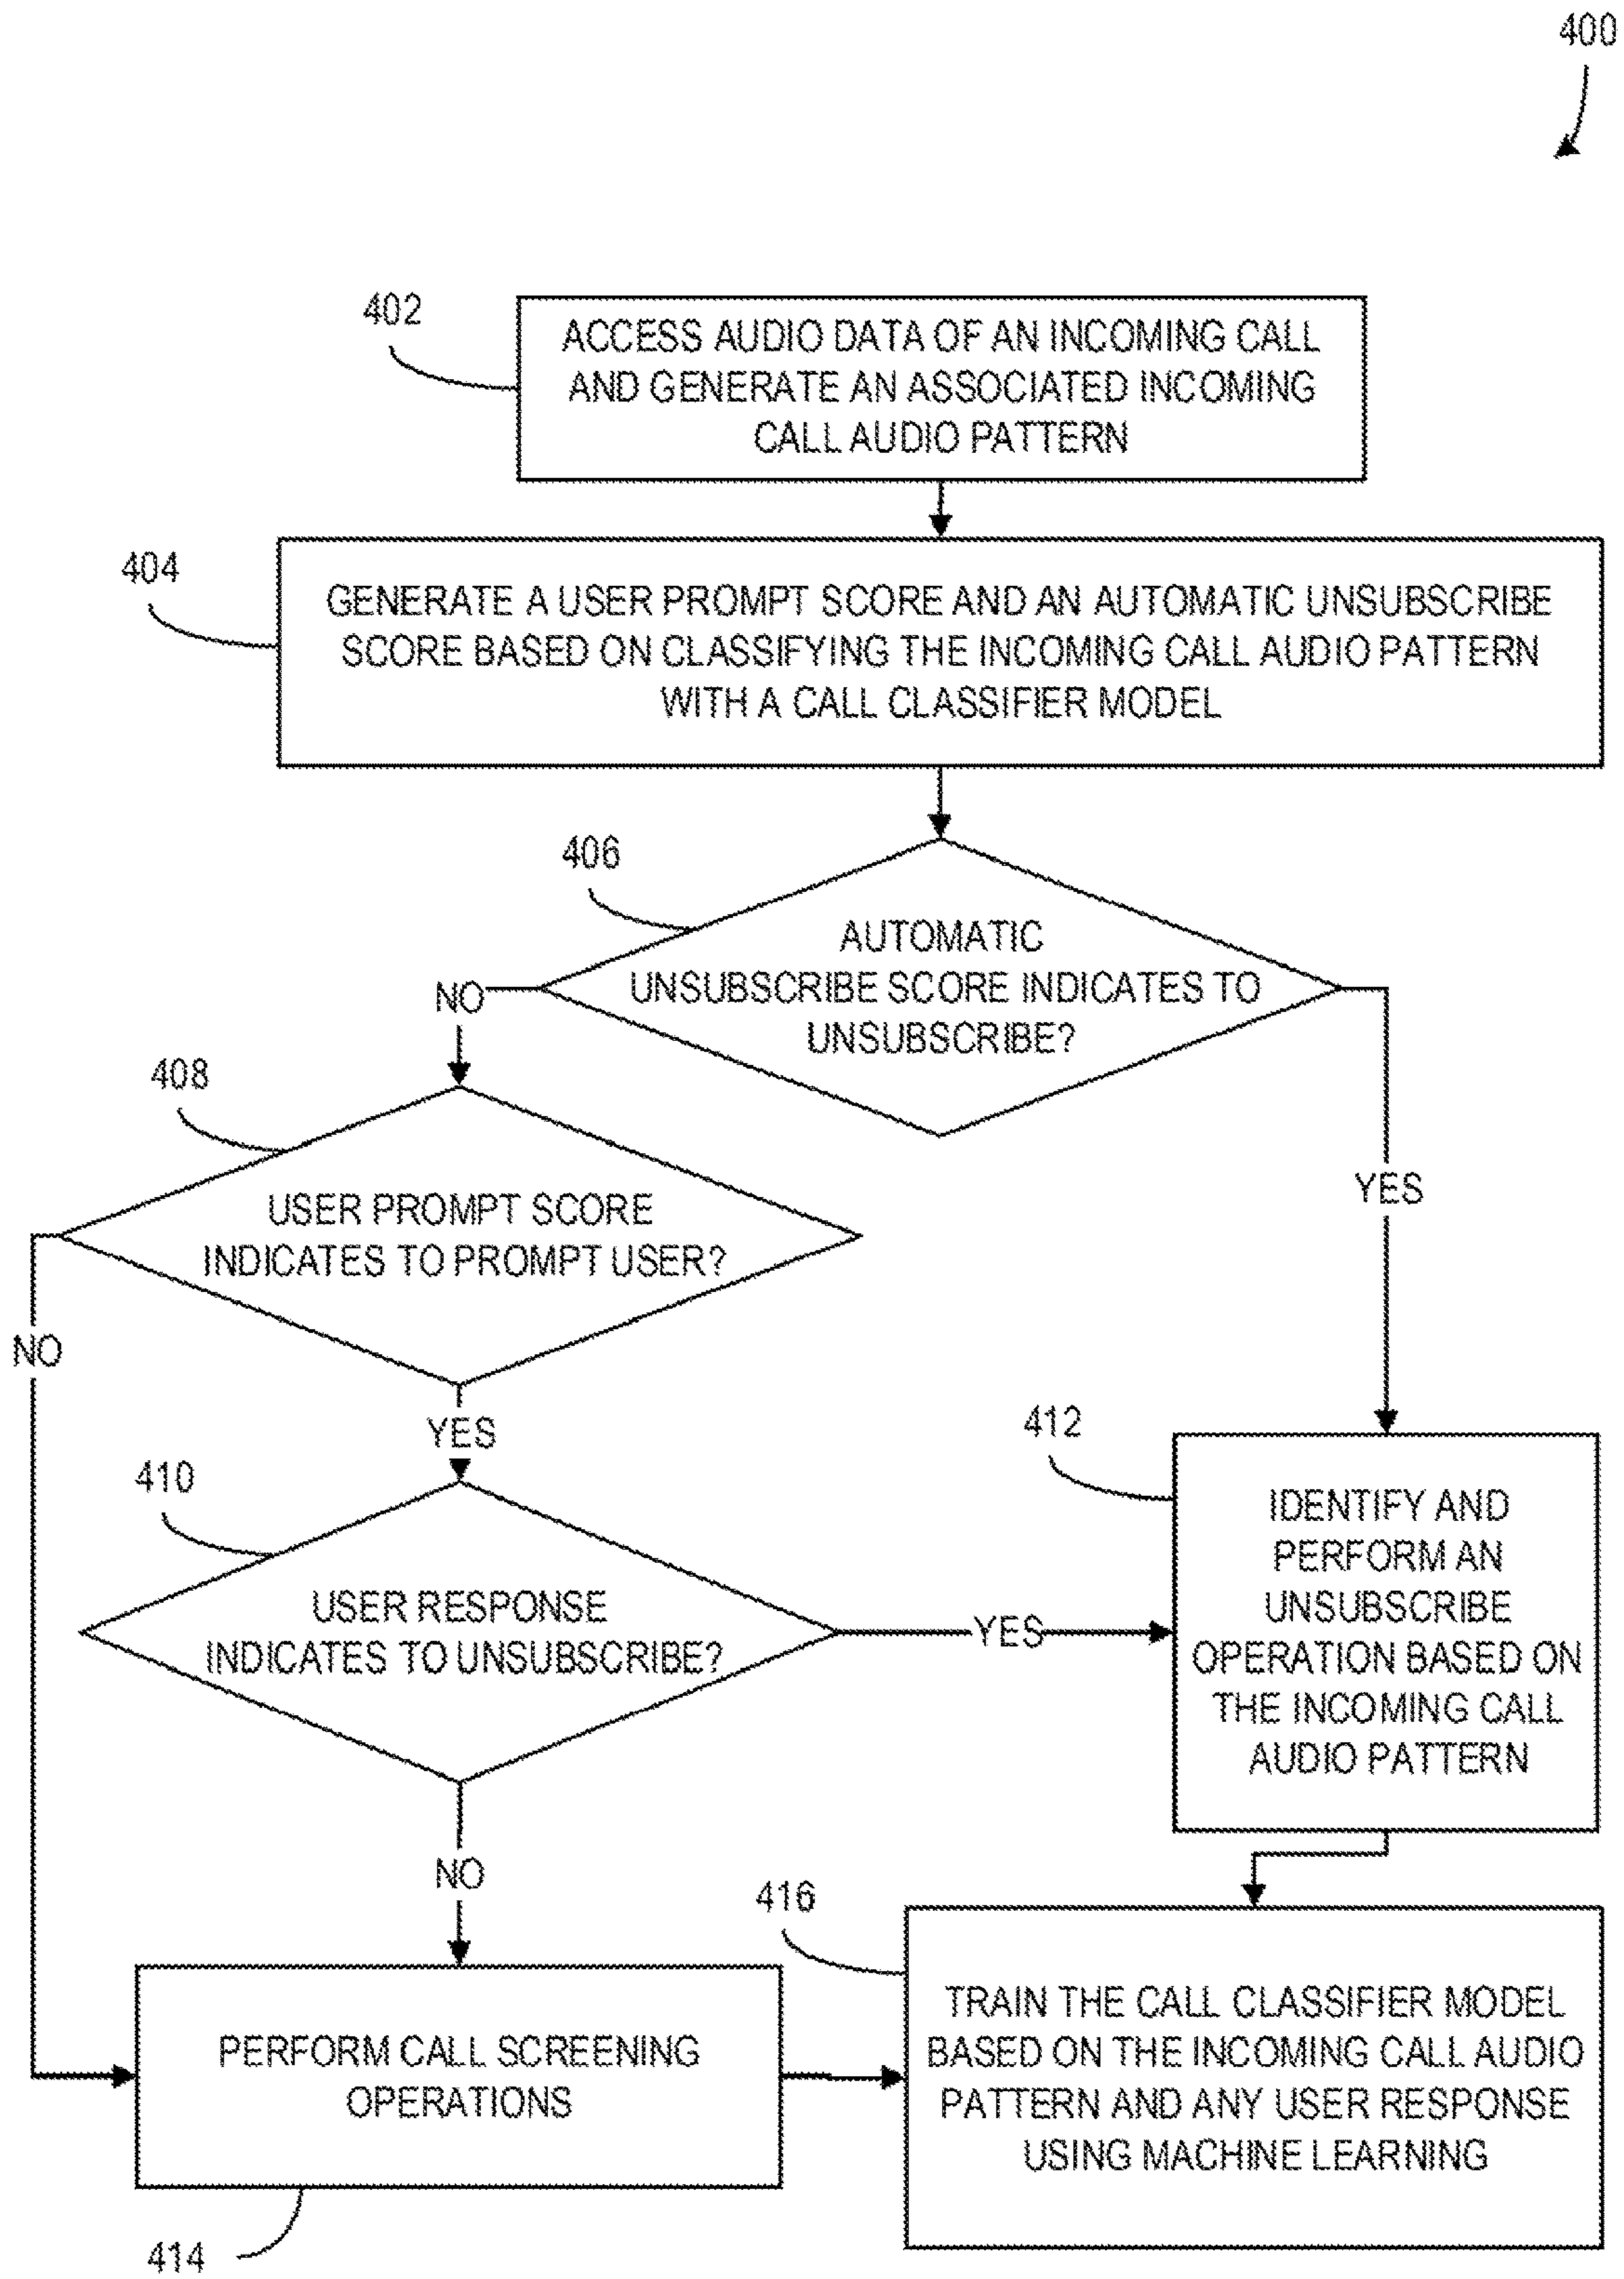 400
402
ACCESS AUDIO DATA OF AN INCOMING CALL
AND GENERATE AN ASSOCIATED INCOMING
CALL AUDIO PATTERN
404
GENERATE A USER PROMPT SCORE AND AN AUTOMATIC UNSUBSCRIBE
SCORE BASED ON CLASSIFYING THE INCOMING CALL AUDIO PATTERN
WITH A CALL CLASSIFIER MODEL
406
AUTOMATIC
UNSUBSCRIBE SCORE INDICATES TO
UNSUBSCRIBE?
NO
YES
408
USER PROMPT SCORE
INDICATES TO PROMPT USER?
NO
YES
410
USER RESPONSE
INDICATES TO UNSUBSCRIBE?
YES
NO
412
IDENTIFY AND
PERFORM AN
UNSUBSCRIBE
OPERATION BASED ON
THE INCOMING CALL
AUDIO PATTERN
PERFORM CALL SCREENING
OPERATIONS
414
416
TRAIN THE CALL CLASSIFIER MODEL
BASED ON THE INCOMING CALL AUDIO
PATTERN AND ANY USER RESPONSE
USING MACHINE LEARNING